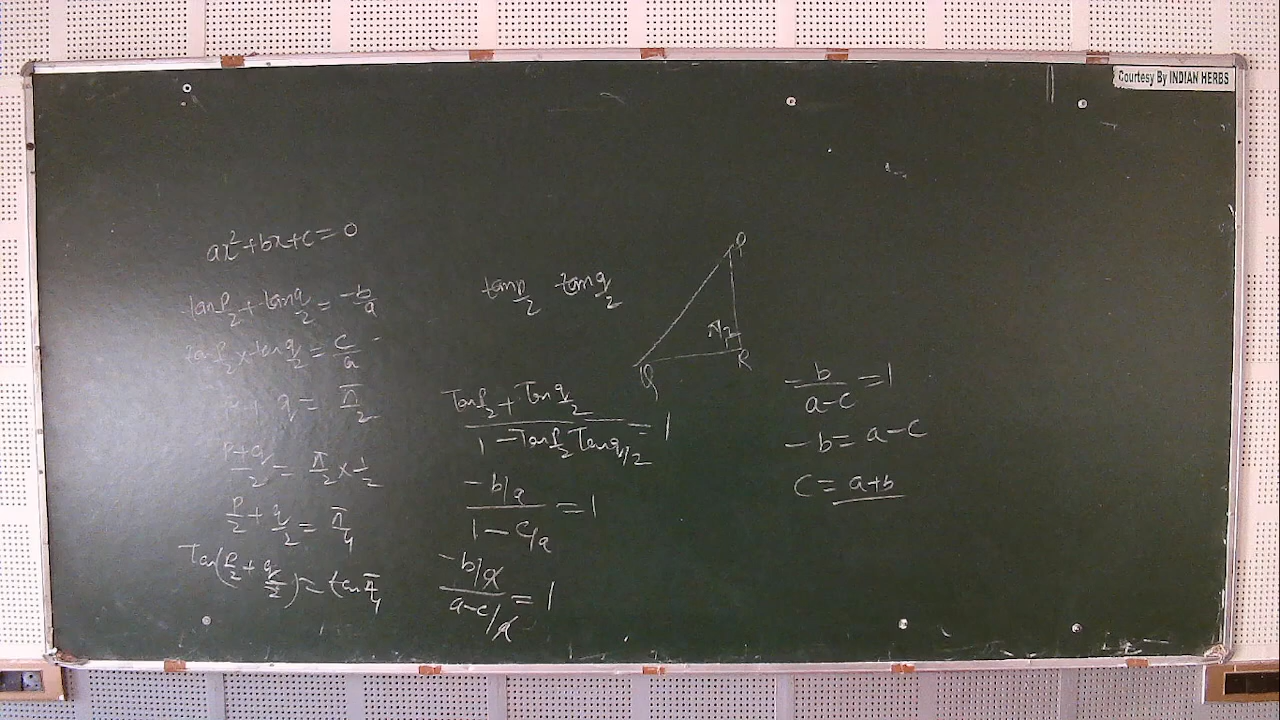 Courtesy By INDIAN HERBS
ax²+bx+c=0
tan p/2 + tan q/2 = -b/a
tan p/2 x tan q/2 = c/a
p+ q = π/2
p+q/2 = π/2 x 1/2
p/2 + q/2 = π/4
Tan(p/2 + q/2) = tan π/4
tan p/2 tan q/2
Tan p/2 + Tan q/2 / 1 - Tan p/2 Tan q/2 = 1
-b/a / 1 - c/a = 1
-b/a / a-c/a = 1
π/2
Q
R
-b/a-c = 1
-b = a-c
c = a+b